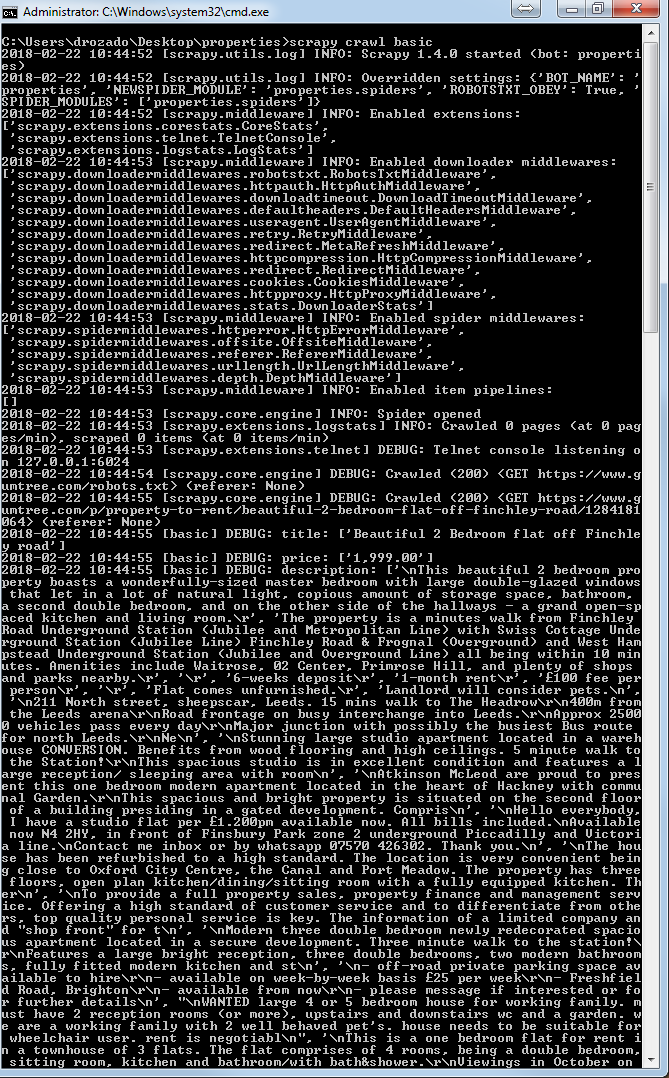 Administrator: C:\Windows\system32\cmd.exe
C:\Users\drozado\Desktop\properties>scrapy crawl basic
2018-02-22 10:44:52 [scrapy.utils.log] INFO: Scrapy 1.4.0 started (bot: properti
es)
2018-02-22 10:44:52 [scrapy.utils.log] INFO: Overridden settings: {'BOT_NAME': '
properties', 'NEWSPIDER_MODULE': 'properties.spiders', 'ROBOTSTXT_OBEY': True, '
SPIDER_MODULES': ['properties.spiders']}
2018-02-22 10:44:52 [scrapy.middleware] INFO: Enabled extensions:
['scrapy.extensions.corestats.CoreStats',
 'scrapy.extensions.telnet.TelnetConsole',
 'scrapy.extensions.logstats.LogStats']
2018-02-22 10:44:53 [scrapy.middleware] INFO: Enabled downloader middlewares:
['scrapy.downloadermiddlewares.robotstxt.RobotsTxtMiddleware',
 'scrapy.downloadermiddlewares.httpauth.HttpAuthMiddleware',
 'scrapy.downloadermiddlewares.downloadtimeout.DownloadTimeoutMiddleware',
 'scrapy.downloadermiddlewares.defaultheaders.DefaultHeadersMiddleware',
 'scrapy.downloadermiddlewares.useragent.UserAgentMiddleware',
 'scrapy.downloadermiddlewares.retry.RetryMiddleware',
 'scrapy.downloadermiddlewares.redirect.MetaRefreshMiddleware',
 'scrapy.downloadermiddlewares.httpcompression.HttpCompressionMiddleware',
 'scrapy.downloadermiddlewares.redirect.RedirectMiddleware',
 'scrapy.downloadermiddlewares.cookies.CookiesMiddleware',
 'scrapy.downloadermiddlewares.httpproxy.HttpProxyMiddleware',
 'scrapy.downloadermiddlewares.stats.DownloaderStats']
2018-02-22 10:44:53 [scrapy.middleware] INFO: Enabled spider middlewares:
['scrapy.spidermiddlewares.httperror.HttpErrorMiddleware',
 'scrapy.spidermiddlewares.offsite.OffsiteMiddleware',
 'scrapy.spidermiddlewares.referer.RefererMiddleware',
 'scrapy.spidermiddlewares.urllength.UrlLengthMiddleware',
 'scrapy.spidermiddlewares.depth.DepthMiddleware']
2018-02-22 10:44:53 [scrapy.middleware] INFO: Enabled item pipelines:
[]
2018-02-22 10:44:53 [scrapy.core.engine] INFO: Spider opened
2018-02-22 10:44:53 [scrapy.extensions.logstats] INFO: Crawled 0 pages (at 0 pag
es/min), scraped 0 items (at 0 items/min)
2018-02-22 10:44:53 [scrapy.extensions.telnet] DEBUG: Telnet console listening o
n 127.0.0.1:6024
2018-02-22 10:44:54 [scrapy.core.engine] DEBUG: Crawled (200) <GET https://www.g
umtree.com/robots.txt> (referer: None)
2018-02-22 10:44:55 [scrapy.core.engine] DEBUG: Crawled (200) <GET https://www.g
umtree.com/p/property-to-rent/beautiful-2-bedroom-flat-off-finchley-road/1284181
064> (referer: None)
2018-02-22 10:44:55 [basic] DEBUG: title: ['Beautiful 2 Bedroom flat off Finchle
y road']
2018-02-22 10:44:55 [basic] DEBUG: price: ['1,999.00']
2018-02-22 10:44:55 [basic] DEBUG: description: ['\nThis beautiful 2 bedroom pro
perty boasts a wonderfully-sized master bedroom with large double-glazed windows
 that let in a lot of natural light, copious amount of storage space, bathroom,
a second double bedroom, and on the other side of the hallways - a grand open-sp
aced kitchen and living room.\r', 'The property is a minutes walk from Finchley
Road Underground Station (Jubilee and Metropolitan Line) with Swiss Cottage Unde
rground Station (Jubilee Line) Finchley Road & Frognal (Overground) and West Ham
pstead Underground Station (Jubilee and Overground Line) all being within 10 min
utes. Amenities include Waitrose, 02 Center, Primrose Hill, and plenty of shops
and parks nearby.\r', '\r', '6-weeks deposit\r', '1-month rent\r', '£100 fee per
 person\r', '\r', 'Flat comes unfurnished.\r', 'Landlord will consider pets.\n',
 '\n211 North street, sheepscar, Leeds. 15 mins walk to The Headrow\r\n400m from
 the Leeds arena\r\nRoad frontage on busy interchange into Leeds.\r\nApprox 2500
0 vehicles pass every day\r\nMajor junction with possibly the busiest Bus route
for north Leeds.\r\nNe\n', '\nStunning large studio apartment located in a wareh
ouse CONVERSION. Benefits from wood flooring and high ceilings. 5 minute walk to
 the Station!\r\nThis spacious studio is in excellent condition and features a l
arge reception/ sleeping area with room\n', '\nAtkinson McLeod are proud to pres
ent this one bedroom modern apartment located in the heart of Hackney with commu
nal Garden.\r\nThis spacious and bright property is situated on the second floor
 of a building presiding in a gated development. Compris\n', '\nHello everybody,
 I have a studio flat per £1.200pm available now. All bills included.\nAvailable
 now N4 2HY, in front of Finsbury Park zone 2 underground Piccadilly and Victori
a line.\nContact me inbox or by whatsapp 07570 426302. Thank you.\n', '\nThe hou
se has been refurbished to a high standard. The location is very convenient bein
g close to Oxford City Centre, the Canal and Port Meadow. The property has three
 floors, open plan kitchen/dining/sitting room with a fully equipped kitchen. Th
er\n', '\nTo provide a full property sales, property finance and management serv
ice. Offering a high standard of customer service and to differentiate from othe
rs, top quality personal service is key. The information of a limited company an
d "shop front" for t\n', '\nModern three double bedroom newly redecorated spacio
us apartment located in a secure development. Three minute walk to the station!\
r\nFeatures a large bright reception, three double bedrooms, two modern bathroom
s, fully fitted modern kitchen and st\n', '\n- off-road private parking space av
ailable to hire\r\n- available on week-by-week basis £25 per week\r\n- Freshfiel
d Road, Brighton\r\n- available from now\r\n- please message if interested or fo
r further details\n', "\nWANTED large 4 or 5 bedroom house for working family. m
ust have 2 reception rooms (or more), upstairs and downstairs wc and a garden. w
e are a working family with 2 well behaved pet's. house needs to be suitable for
 wheelchair user. rent is negotiabl\n", '\nThis is a one bedroom flat for rent i
n a townhouse of 3 flats. The flat comprises of 4 rooms, being a double bedroom,
 sitting room, kitchen and bathroom/with bath&shower.\r\nViewings in October on